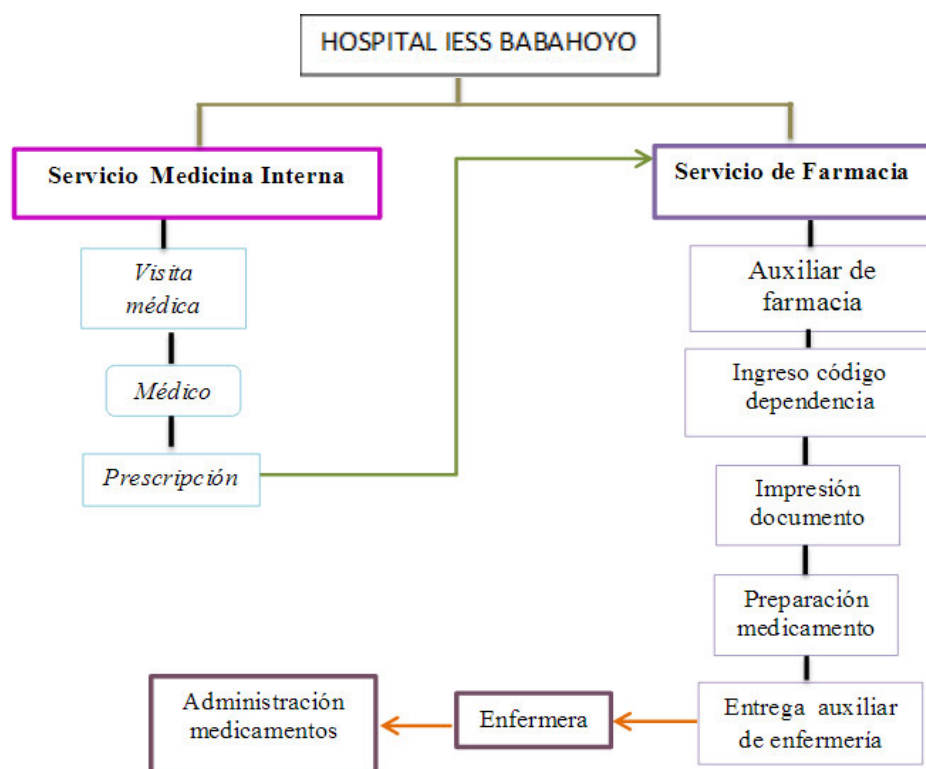 HOSPITAL IESS BABAHOYO
Servicio Medicina Interna
Servicio de Farmacia
Visita
médica
Médico
Prescripción
Auxiliar de
farmacia
Ingreso código
dependencia
Impresión
documento
Preparación
medicamento
Entrega auxiliar
de enfermería
Enfermera
Administración
medicamentos